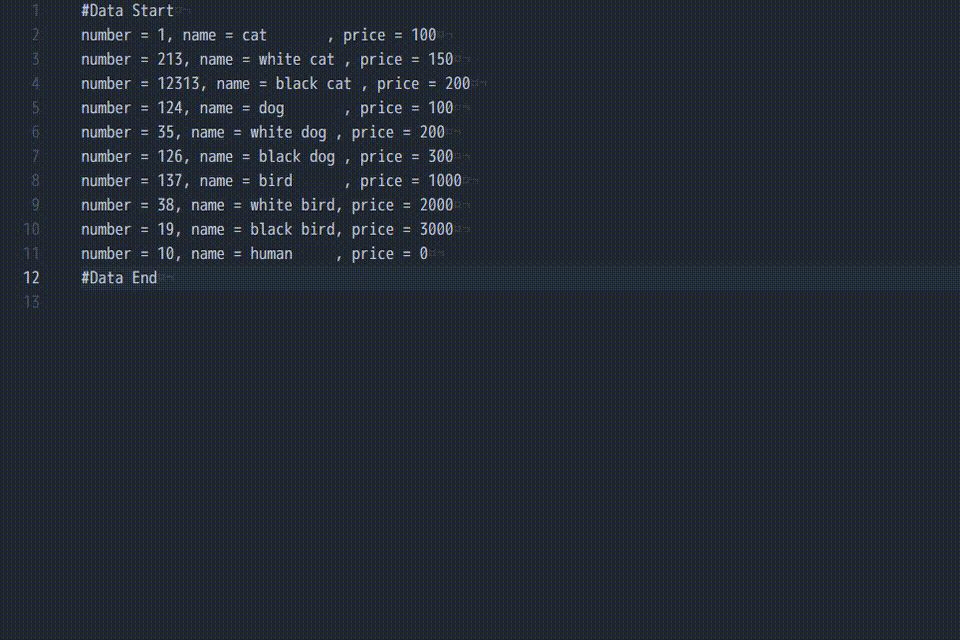 1 #Data Start
2 number = 1, name = cat       , price = 100
3 number = 213, name = white cat , price = 150
4 number = 12313, name = black cat , price = 200
5 number = 124, name = dog       , price = 100
6 number = 35, name = white dog , price = 200
7 number = 126, name = black dog , price = 300
8 number = 137, name = bird      , price = 1000
9 number = 38, name = white bird, price = 2000
10 number = 19, name = black bird, price = 3000
11 number = 10, name = human     , price = 0
12 #Data End
13